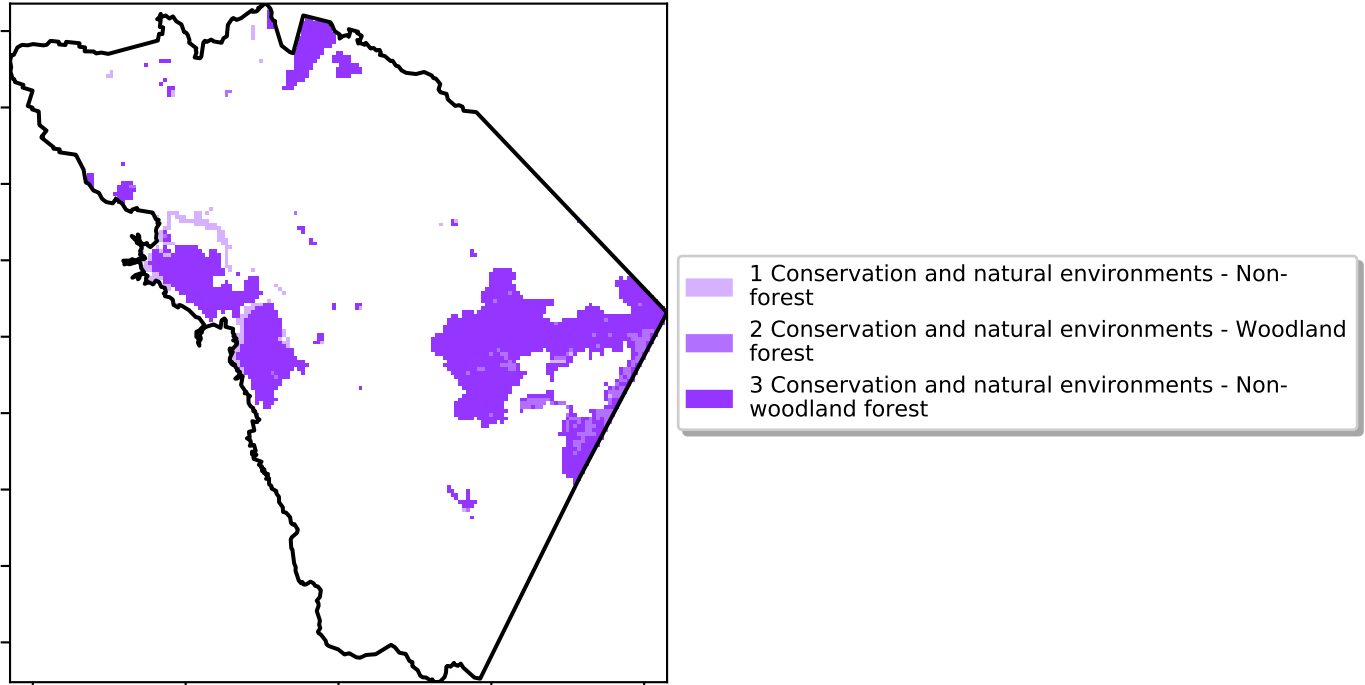 1 Conservation and natural environments - Non-
forest
2 Conservation and natural environments - Woodland
forest
3 Conservation and natural environments - Non-
woodland forest